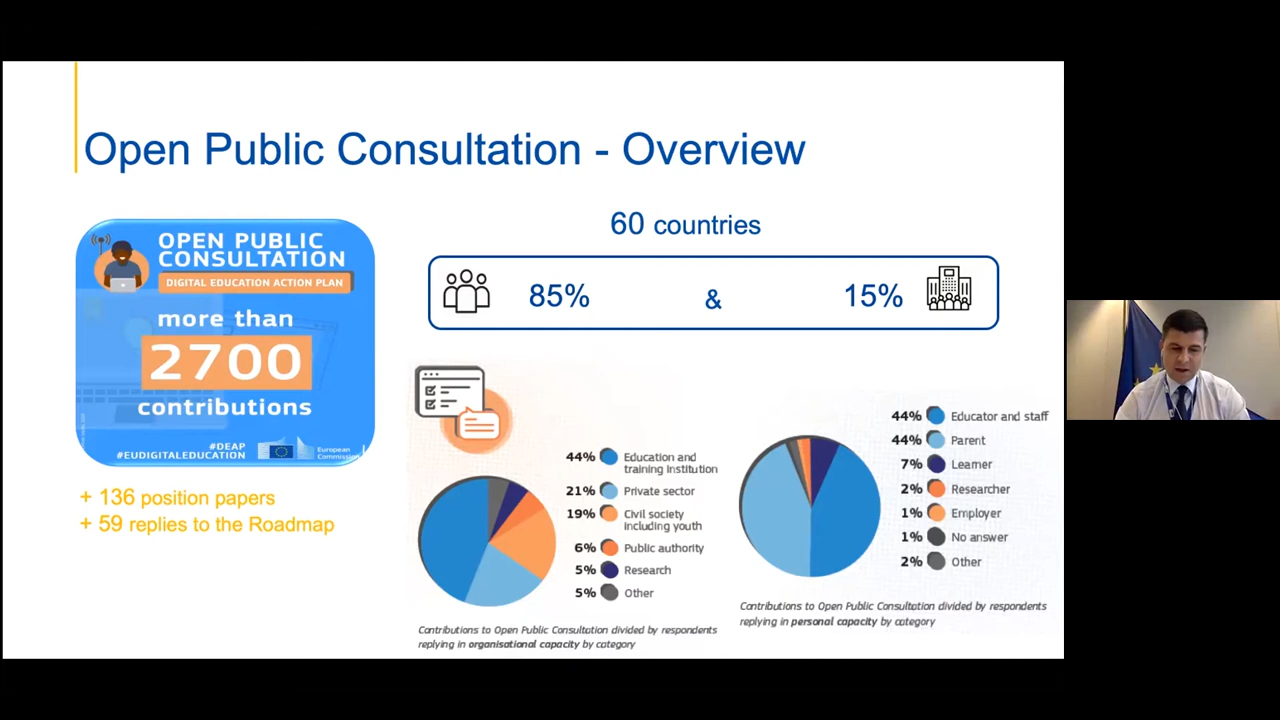 Open Public Consultation - Overview
OPEN PUBLIC
CONSULTATION
DIGITAL EDUCATION ACTION PLAN
more than
2700
contributions
#DEAP
#EUDIGITALEDUCATION
European
Commission
+ 136 position papers
+ 59 replies to the Roadmap
60 countries
85% & 15%
44% Education and
training institution
21% Private sector
19% Civil society
including youth
6% Public authority
5% Research
5% Other
Contributions to Open Public Consultation divided by respondents
replying in organisational capacity by category
44% Educator and staff
44% Parent
7% Learner
2% Researcher
1% Employer
1% No answer
2% Other
Contributions to Open Public Consultation divided by respondents
replying in personal capacity by category